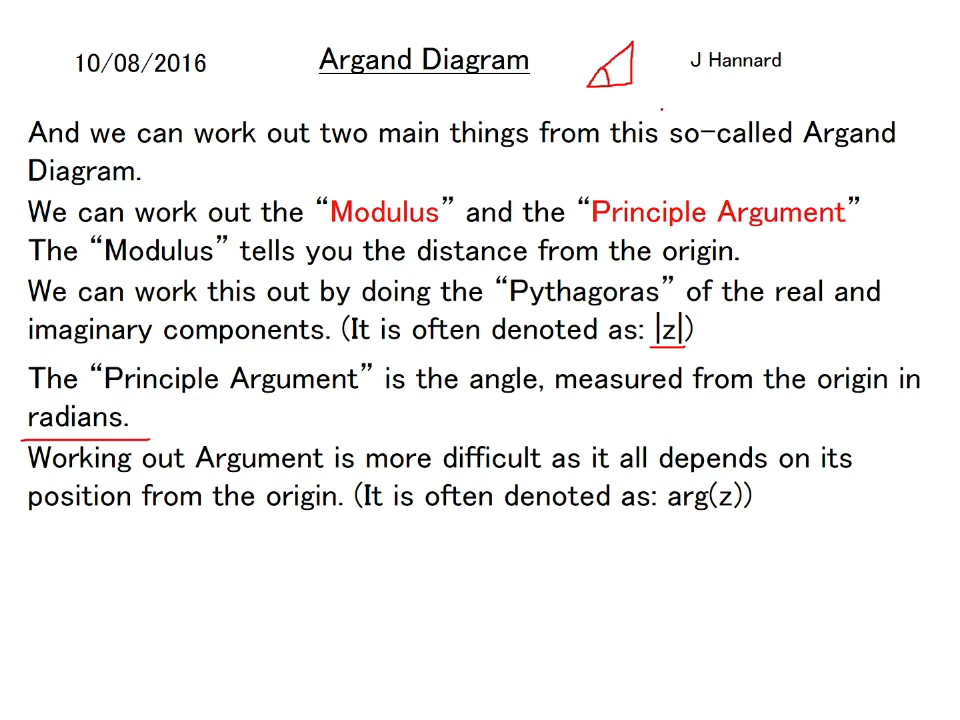 10/08/2016 Argand Diagram J Hannard
And we can work out two main things from this so-called Argand
Diagram.
We can work out the “Modulus” and the “Principle Argument”
The “Modulus” tells you the distance from the origin.
We can work this out by doing the “Pythagoras” of the real and
imaginary components. (It is often denoted as: |z|)
The “Principle Argument” is the angle, measured from the origin in
radians.
Working out Argument is more difficult as it all depends on its
position from the origin. (It is often denoted as: arg(z))